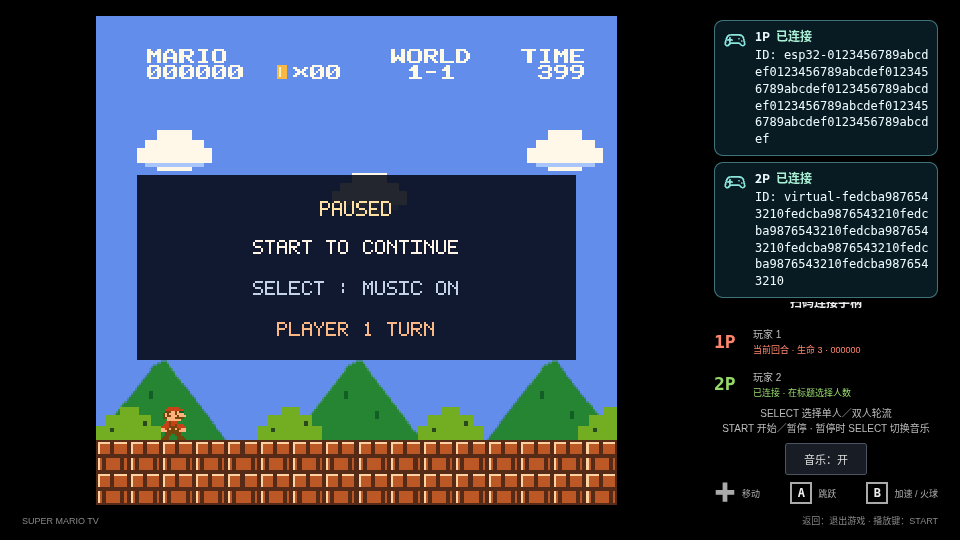 MARIO WORLD TIME
000000 ×00 1-1 399
PAUSED
START TO CONTINUE
SELECT : MUSIC ON
PLAYER 1 TURN
SUPER MARIO TV
1P 已连接
ID: esp32-0123456789abcd
ef0123456789abcdef012345
6789abcdef0123456789abcd
ef0123456789abcdef012345
6789abcdef0123456789abcd
ef
2P 已连接
ID: virtual-fedcba987654
3210fedcba9876543210fedc
ba9876543210fedcba987654
3210fedcba9876543210fedc
ba9876543210fedcba987654
3210
扫码连接手柄
1P 玩家 1
当前回合 · 生命 3 · 000000
2P 玩家 2
已连接 · 在标题选择人数
SELECT 选择单人／双人轮流
START 开始／暂停 · 暂停时 SELECT 切换音乐
音乐: 开
移动 A 跳跃 B 加速 / 火球
返回: 退出游戏 · 播放键: START